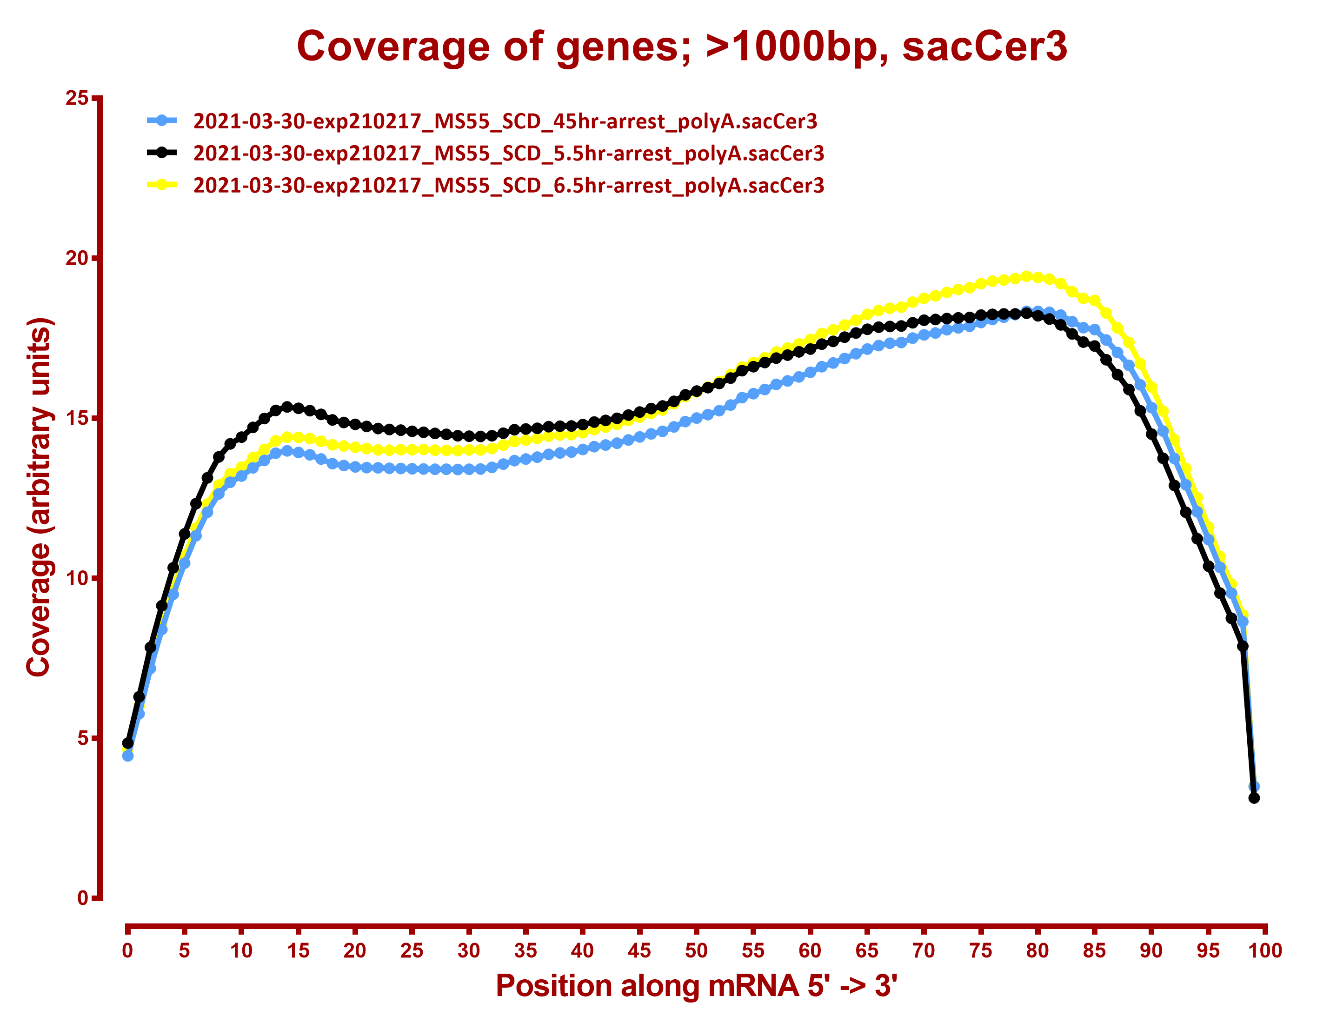 Coverage of genes; >1000bp, sacCer3
2021-03-30-exp210217_MS55_SCD_45hr-arrest_polyA.sacCer3
2021-03-30-exp210217_MS55_SCD_5.5hr-arrest_polyA.sacCer3
2021-03-30-exp210217_MS55_SCD_6.5hr-arrest_polyA.sacCer3
Coverage (arbitrary units)
25
20
15
10
5
0
0 5 10 15 20 25 30 35 40 45 50 55 60 65 70 75 80 85 90 95 100
Position along mRNA 5' -> 3'